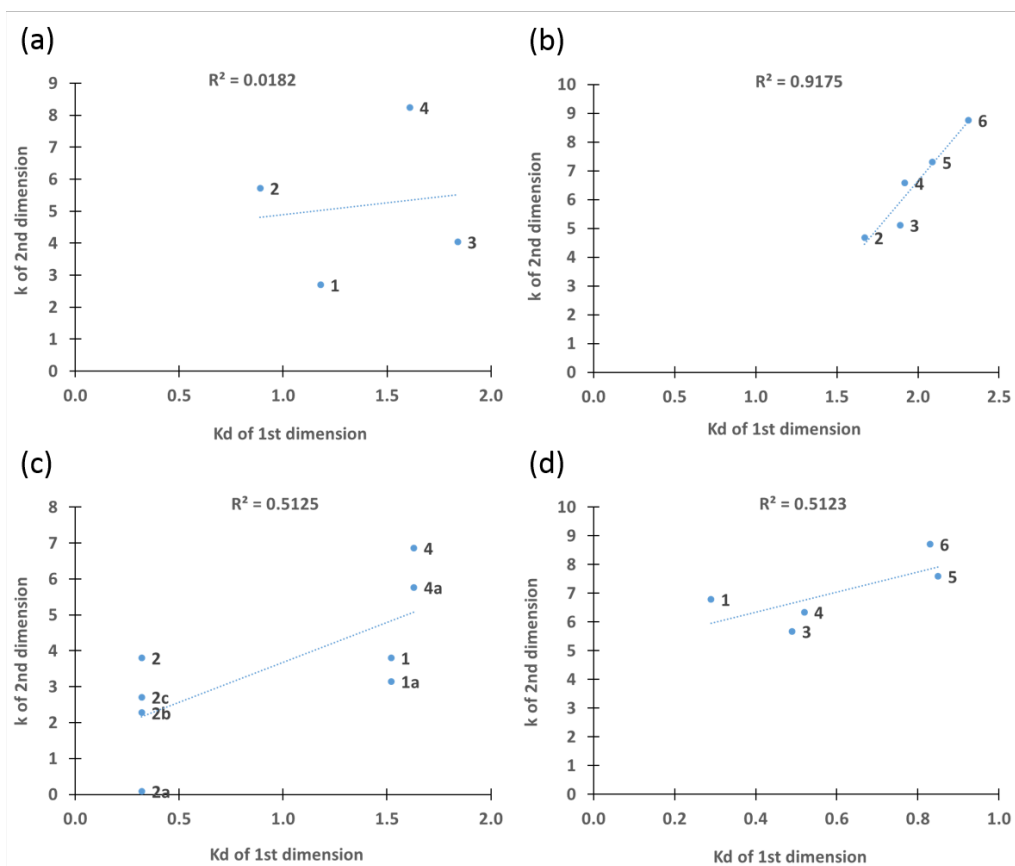 (a)
R² = 0.0182
9
8
7
6
5
4
3
2
1
0
k of 2nd dimension
4
2
3
1
0.0 0.5 1.0 1.5 2.0
Kd of 1st dimension
(b)
R² = 0.9175
10
9
8
7
6
5
4
3
2
1
0
k of 2nd dimension
6
5
4
3
2
0.0 0.5 1.0 1.5 2.0 2.5
Kd of 1st dimension
(c)
R² = 0.5125
8
7
6
5
4
3
2
1
0
k of 2nd dimension
4
4a
2
1
1a
2c
2b
2a
0.0 0.5 1.0 1.5 2.0
Kd of 1st dimension
(d)
R² = 0.5123
10
9
8
7
6
5
4
3
2
1
0
k of 2nd dimension
6
5
1
4
3
0.0 0.2 0.4 0.6 0.8 1.0
Kd of 1st dimension